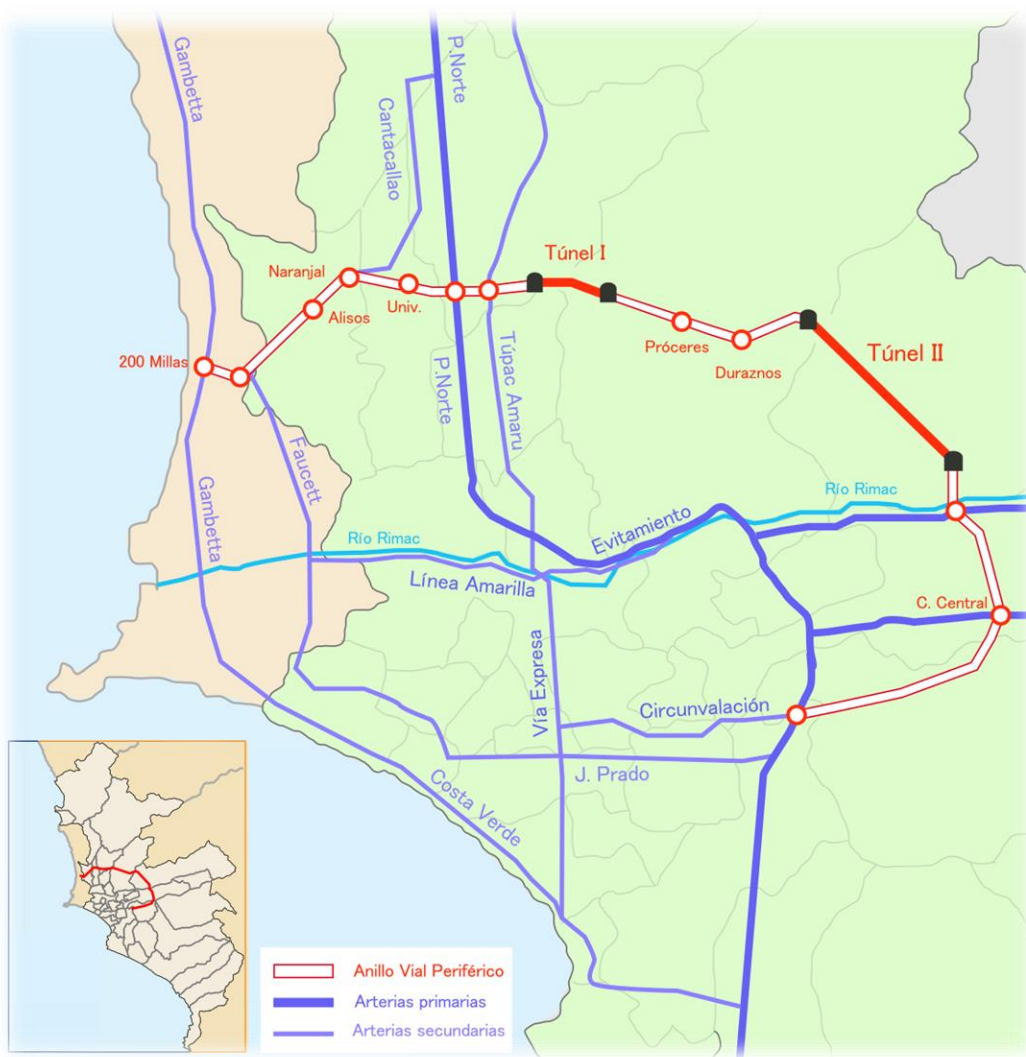 Gambetta
P.Norte
Cantacallao
Túnel I
Naranjal
Univ.
Alisos
200 Millas
Próceres
Duraznos
Túnel II
P.Norte
Túpac Amaru
Faucett
Gambetta
Río Rimac
Evitamiento
Río Rimac
Línea Amarilla
C. Central
Vía Expresa
Circunvalación
J. Prado
Costa Verde
Anillo Vial Periférico
Arterias primarias
Arterias secundarias